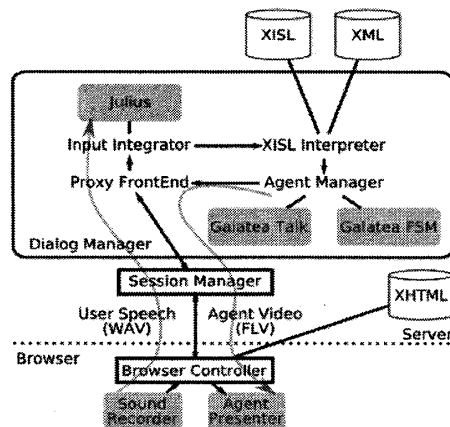 XISL
XML
Julius
Input Integrator
XISL Interpreter
Proxy FrontEnd
Agent Manager
Galatea Talk
Galatea FSM
Dialog Manager
Session Manager
XHTML
User Speech
(WAV)
Agent Video
(FLV)
Server
Browser
Browser Controller
Sound
Recorder
Agent
Presenter